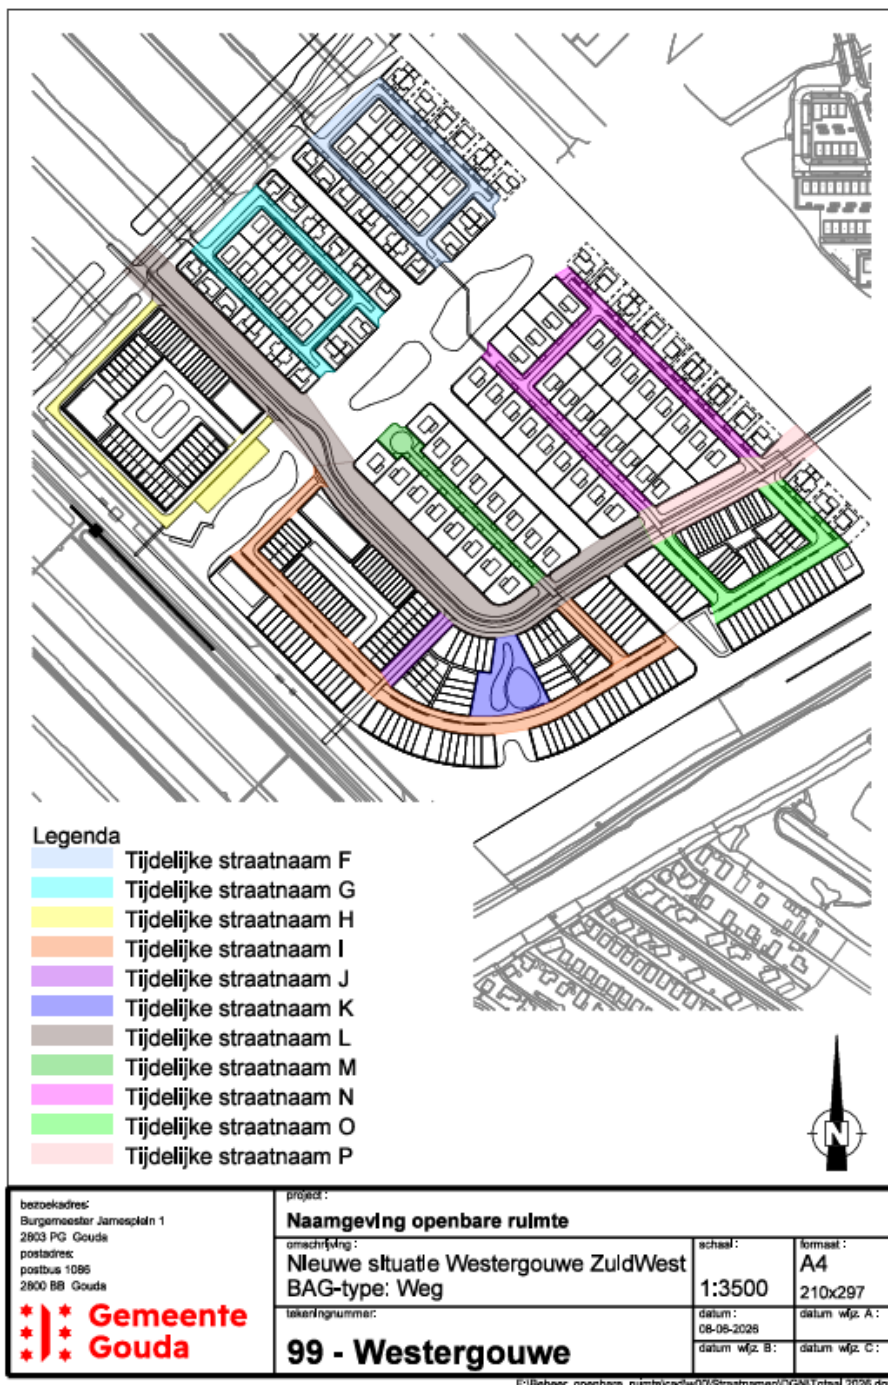 Legenda
Tijdelijke straatnaam F
Tijdelijke straatnaam G
Tijdelijke straatnaam H
Tijdelijke straatnaam I
Tijdelijke straatnaam J
Tijdelijke straatnaam K
Tijdelijke straatnaam L
Tijdelijke straatnaam M
Tijdelijke straatnaam N
Tijdelijke straatnaam O
Tijdelijke straatnaam P
N
bezoekadres:
Burgemeester Jamesplein 1
2803 PG Gouda
postadres:
postbus 1086
2800 BB Gouda
Gemeente
Gouda
project:
Naamgeving openbare ruimte
omschrijving:
Nieuwe situatie Westergouwe ZuidWest
BAG-type: Weg
schaal:
1:3500
formaat:
A4
210x297
tekeningnummer:
99 - Westergouwe
datum:
08-06-2026
datum wijz. A:
datum wijz. B:
datum wijz. C: